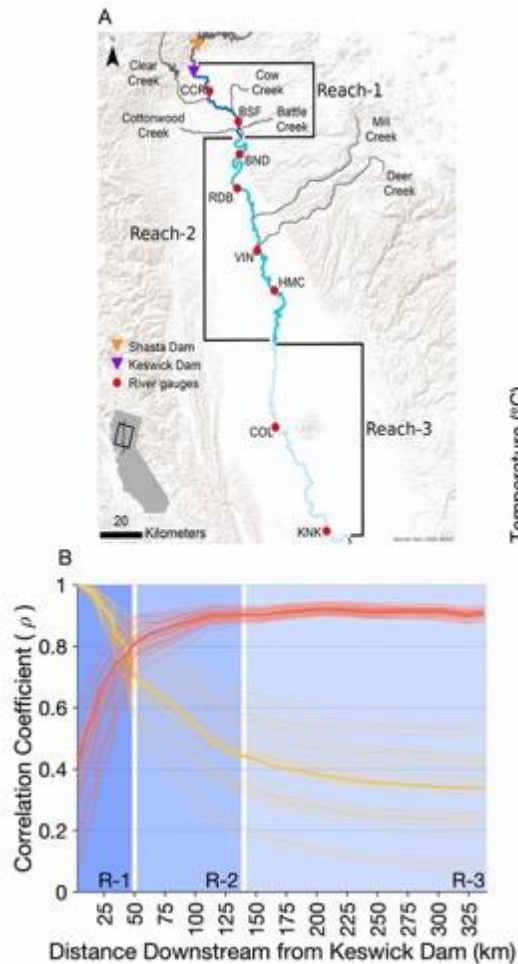 A
Clear
Creek
CCR
Cow
Creek
Reach-1
Cottonwood
Creek
BSF
Battle
Creek
Mill
Creek
BND
Deer
Creek
RDB
Reach-2
VIN
HMC
Shasta Dam
Keswick Dam
River gauges
COL
Reach-3
20
Kilometers
KNK
Temperature (°C)
B
Correlation Coefficient ( ρ )
1
0.8
0.6
0.4
0.2
0
R-1
R-2
R-3
25
50
75
100
125
150
175
200
225
250
275
300
325
Distance Downstream from Keswick Dam (km)